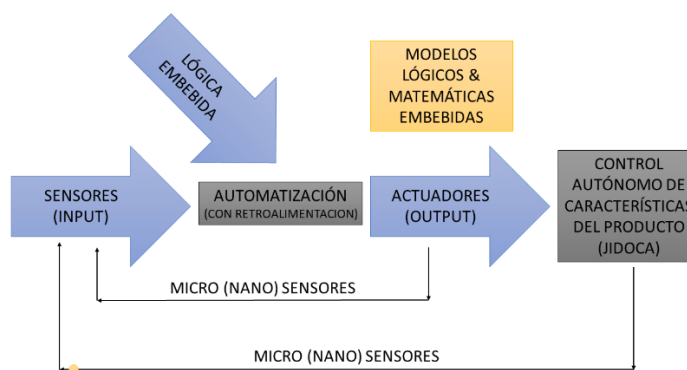 LÓGICA
EMBEBIDA
MODELOS
LÓGICOS &
MATEMÁTICAS
EMBEBIDAS
SENSORES
(INPUT)
AUTOMATIZACIÓN
(CON RETROALIMENTACION)
ACTUADORES
(OUTPUT)
CONTROL
AUTÓNOMO DE
CARACTERÍSTICAS
DEL PRODUCTO
(JIDOCA)
MICRO (NANO) SENSORES
MICRO (NANO) SENSORES